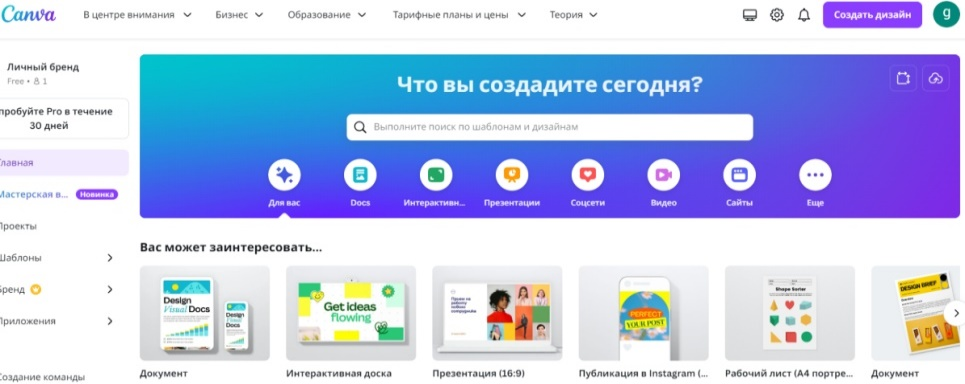 Canva
В центре внимания
Бизнес
Образование
Тарифные планы и цены
Теория
Создать дизайн
g
Личный бренд
Free • 1
пробуйте Pro в течение
30 дней
Главная
Мастерская в...
Новинка
Проекты
Шаблоны
Бренд
Приложения
Создание команды
Что вы создадите сегодня?
Выполните поиск по шаблонам и дизайнам
Для вас
Docs
Интерактивн...
Презентации
Соцсети
Видео
Сайты
Еще
Вас может заинтересовать...
Design
Visual Docs
Get ideas
flowing
PERFECT
YOUR POST
Shape Sorter
DESIGN BRIEF
Документ
Интерактивная доска
Презентация (16:9)
Публикация в Instagram (...
Рабочий лист (A4 портре...
Документ